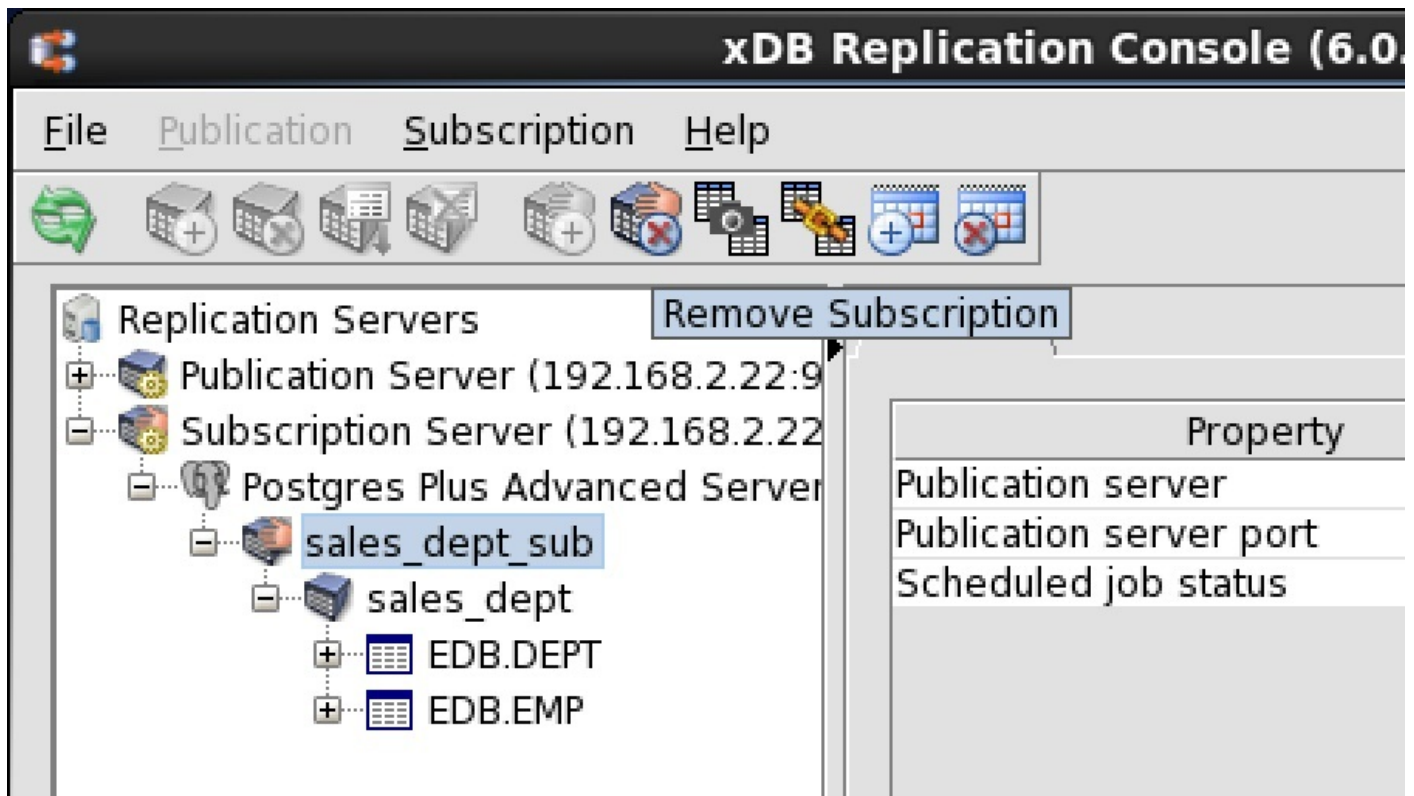 xDB Replication Console (6.0.
File Publication Subscription Help
Remove Subscription
Replication Servers
Publication Server (192.168.2.22:9
Subscription Server (192.168.2.22
Postgres Plus Advanced Server
sales_dept_sub
sales_dept
EDB.DEPT
EDB.EMP
Property
Publication server
Publication server port
Scheduled job status